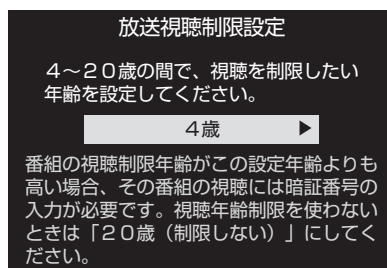 放送視聴制限設定
4〜20歳の間で、視聴を制限したい
年齢を設定してください。
4歳 ▶
番組の視聴制限年齢がこの設定年齢よりも
高い場合、その番組の視聴には暗証番号の
入力が必要です。視聴年齢制限を使わない
ときは「20歳（制限しない）」にしてく
ださい。